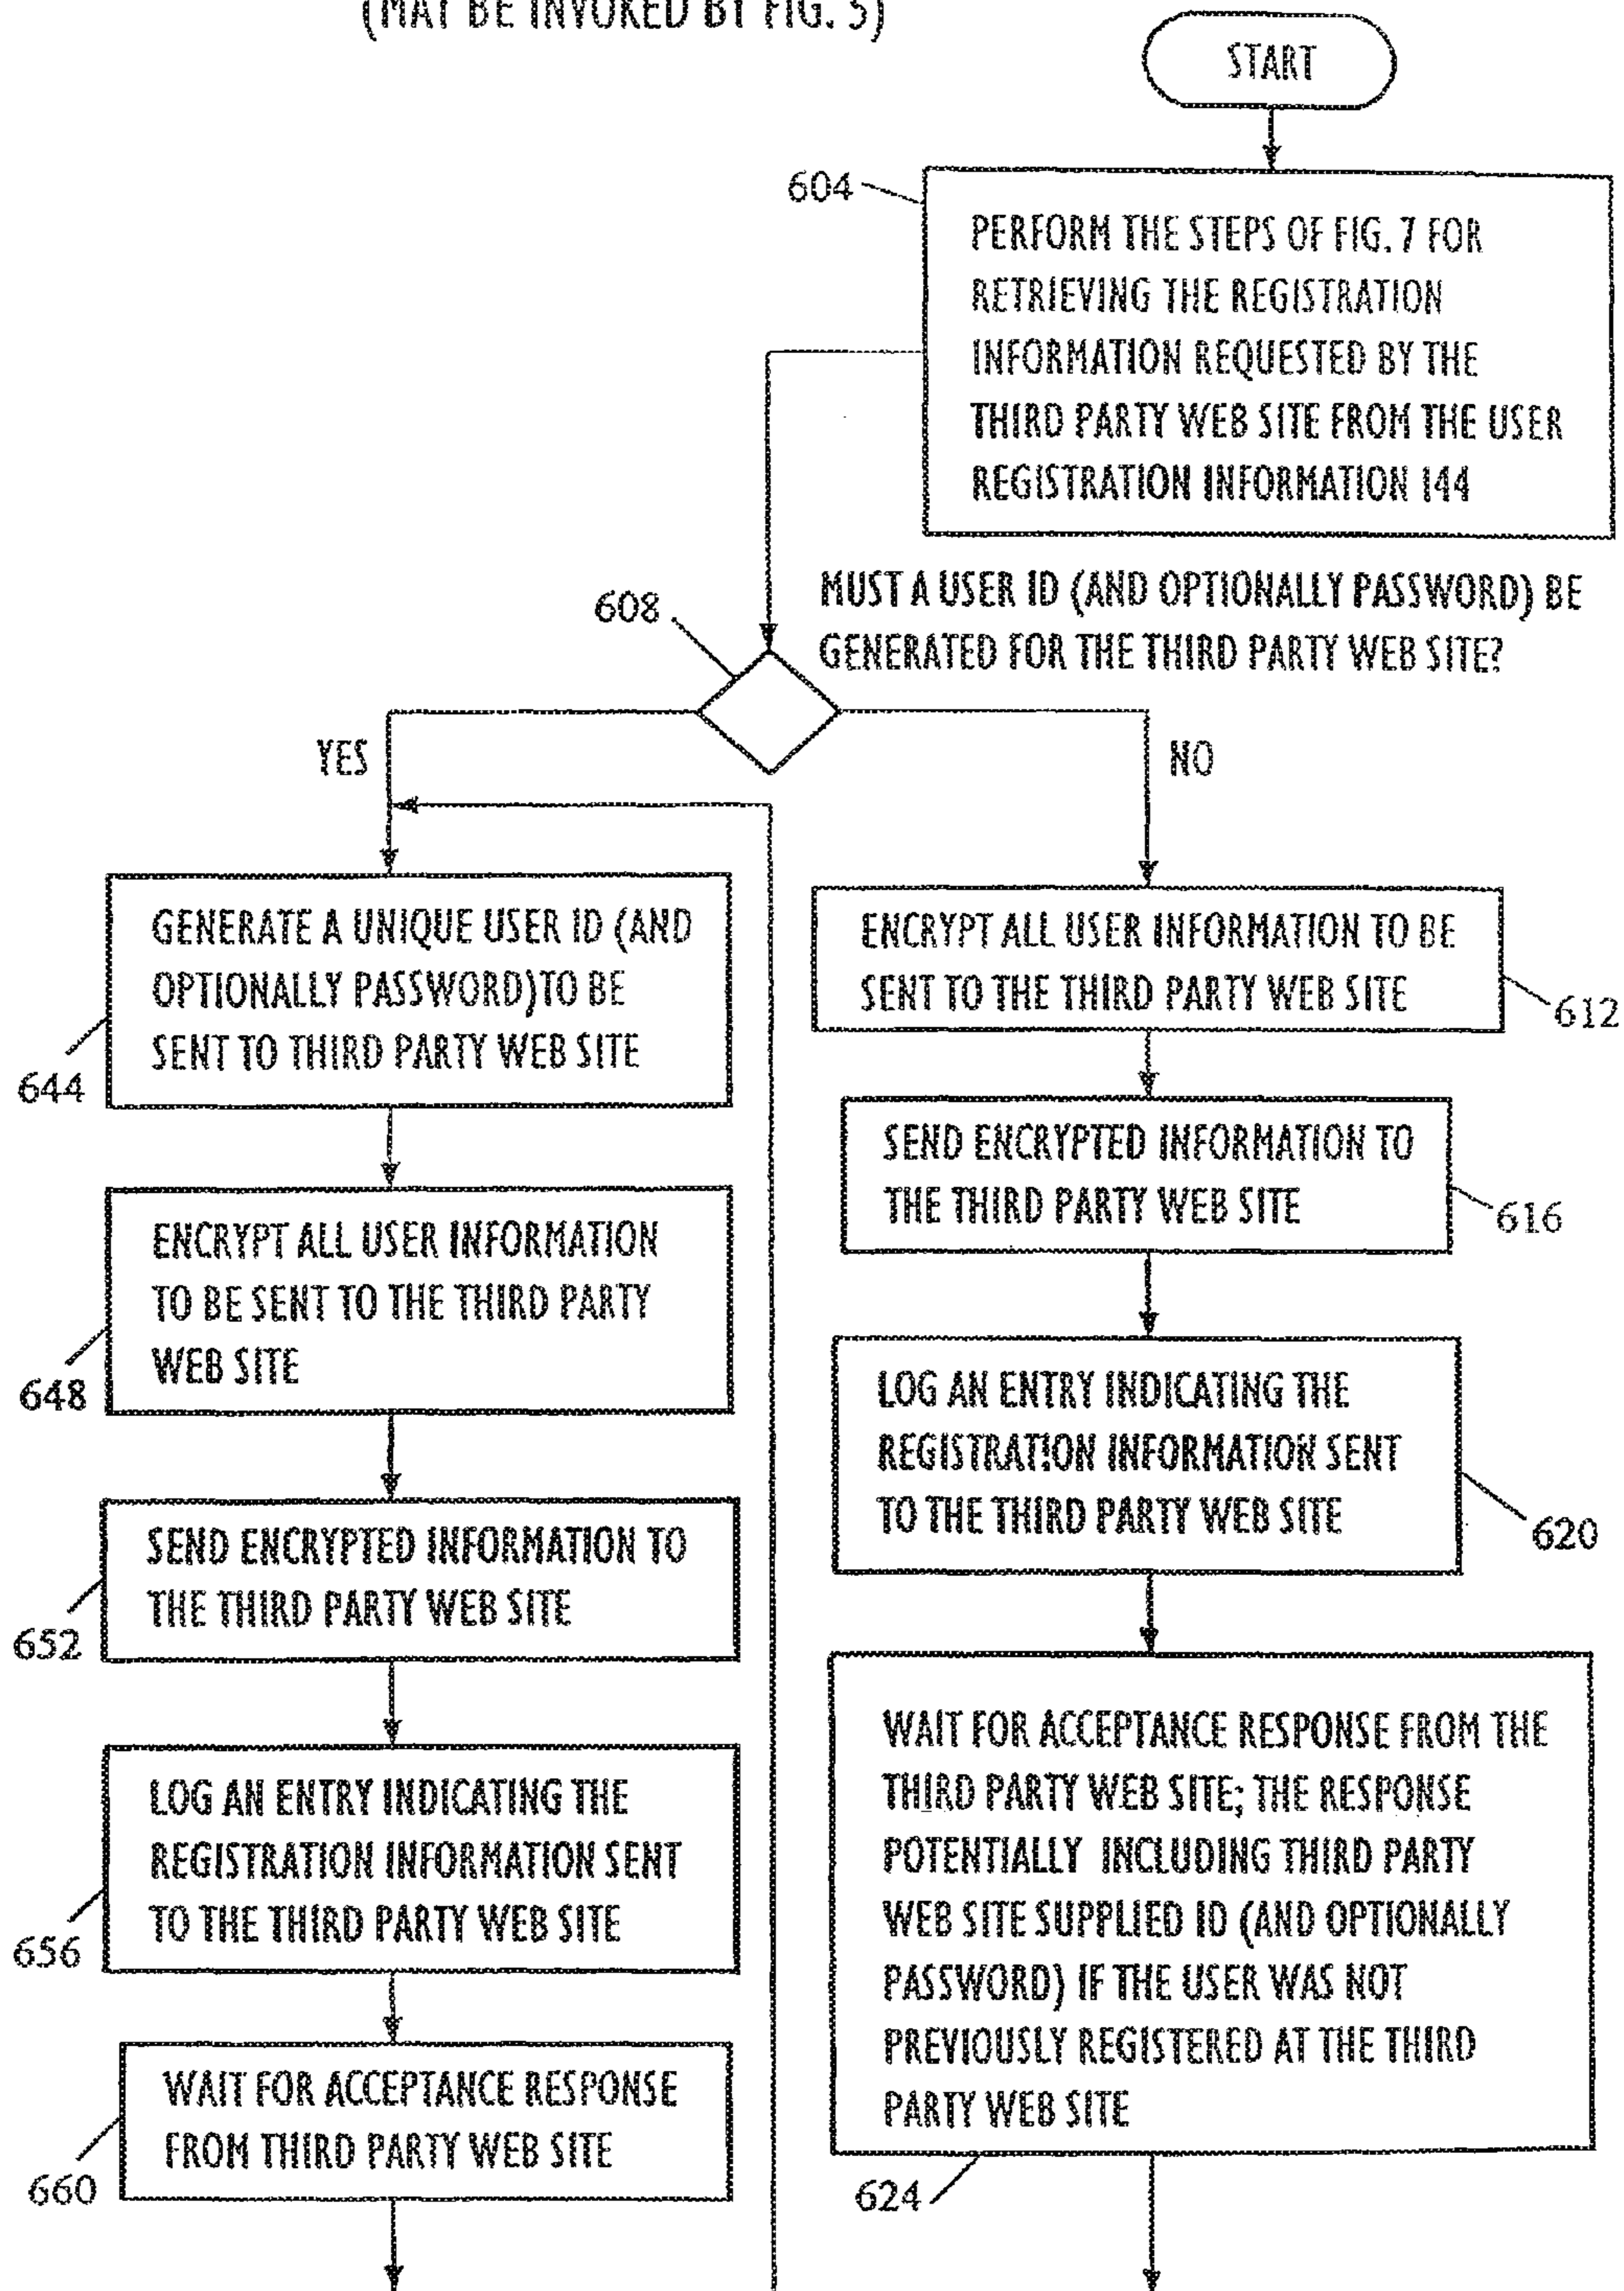 (MAY BE INVOKED BY FIG. 5)
START
604
PERFORM THE STEPS OF FIG. 7 FOR
RETRIEVING THE REGISTRATION
INFORMATION REQUESTED BY THE
THIRD PARTY WEB SITE FROM THE USER
REGISTRATION INFORMATION 144
608
MUST A USER ID (AND OPTIONALLY PASSWORD) BE
GENERATED FOR THE THIRD PARTY WEB SITE?
YES
NO
GENERATE A UNIQUE USER ID (AND
OPTIONALLY PASSWORD)TO BE
SENT TO THIRD PARTY WEB SITE
644
ENCRYPT ALL USER INFORMATION
TO BE SENT TO THE THIRD PARTY
WEB SITE
648
SEND ENCRYPTED INFORMATION TO
THE THIRD PARTY WEB SITE
652
LOG AN ENTRY INDICATING THE
REGISTRATION INFORMATION SENT
TO THE THIRD PARTY WEB SITE
656
WAIT FOR ACCEPTANCE RESPONSE
FROM THIRD PARTY WEB SITE
660
ENCRYPT ALL USER INFORMATION TO BE
SENT TO THE THIRD PARTY WEB SITE
612
SEND ENCRYPTED INFORMATION TO
THE THIRD PARTY WEB SITE
616
LOG AN ENTRY INDICATING THE
REGISTRATION INFORMATION SENT
TO THE THIRD PARTY WEB SITE
620
WAIT FOR ACCEPTANCE RESPONSE FROM THE
THIRD PARTY WEB SITE; THE RESPONSE
POTENTIALLY INCLUDING THIRD PARTY
WEB SITE SUPPLIED ID (AND OPTIONALLY
PASSWORD) IF THE USER WAS NOT
PREVIOUSLY REGISTERED AT THE THIRD
PARTY WEB SITE
624